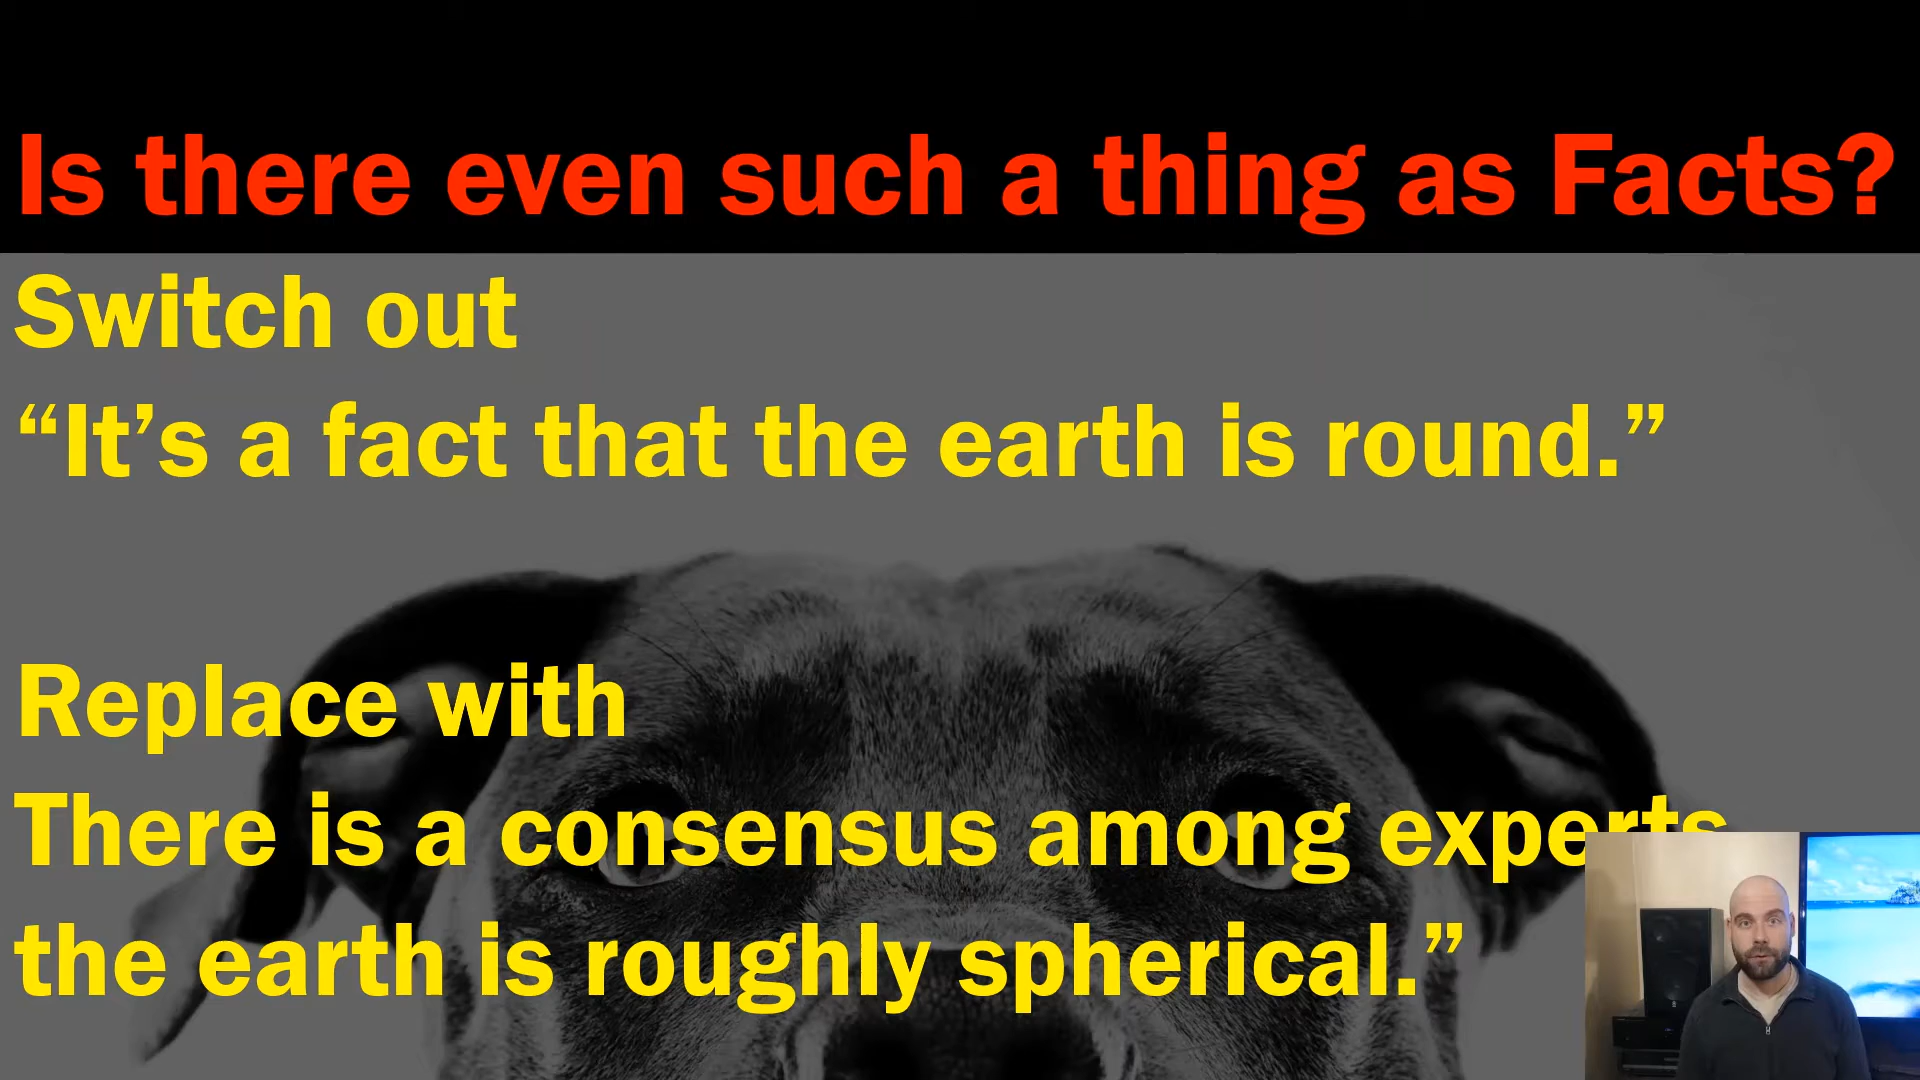 Is there even such a thing as Facts?
Switch out
“It’s a fact that the earth is round.”
Replace with
There is a consensus among experts
the earth is roughly spherical.”